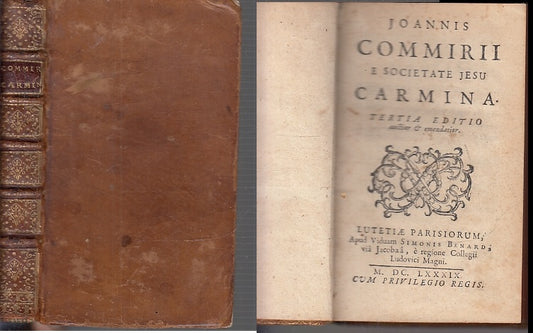 COMMIR
CARMIN
JOANNIS
COMMIRII
E SOCIETATE JESU
CARMINA.
TERTIA EDITIO
auctior & emendatior.
LUTETIÆ PARISIORUM,
Apud Viduam SIMONIS BENARD,
viâ Jacobæâ, è regione Collegii
Ludovici Magni.
M. DC. LXXXIX.
CUM PRIVILEGIO REGIS.